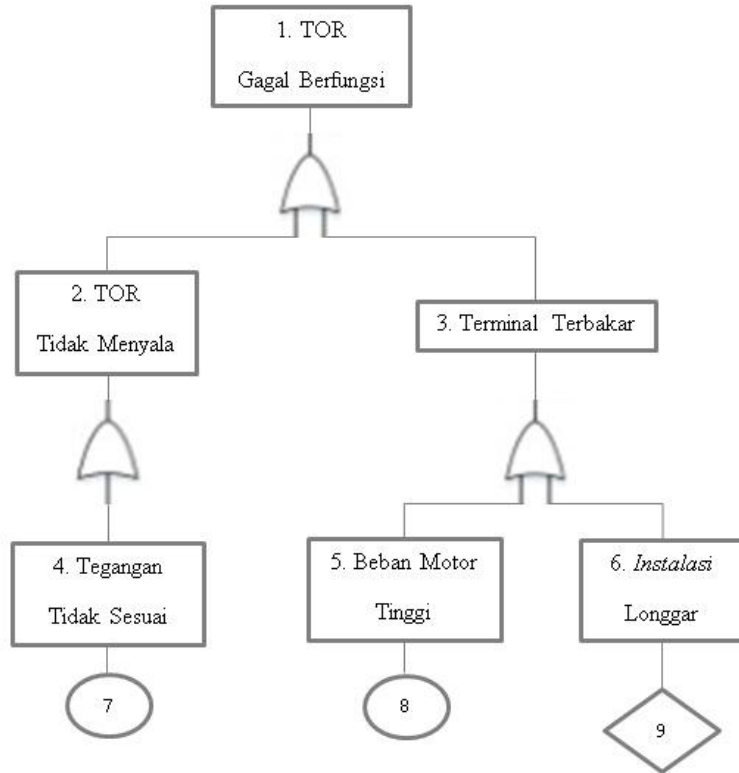 1. TOR
Gagal Berfungsi
2. TOR
Tidak Menyala
3. Terminal Terbakar
4. Tegangan
Tidak Sesuai
5. Beban Motor
Tinggi
6. Instalasi
Longgar
7
8
9